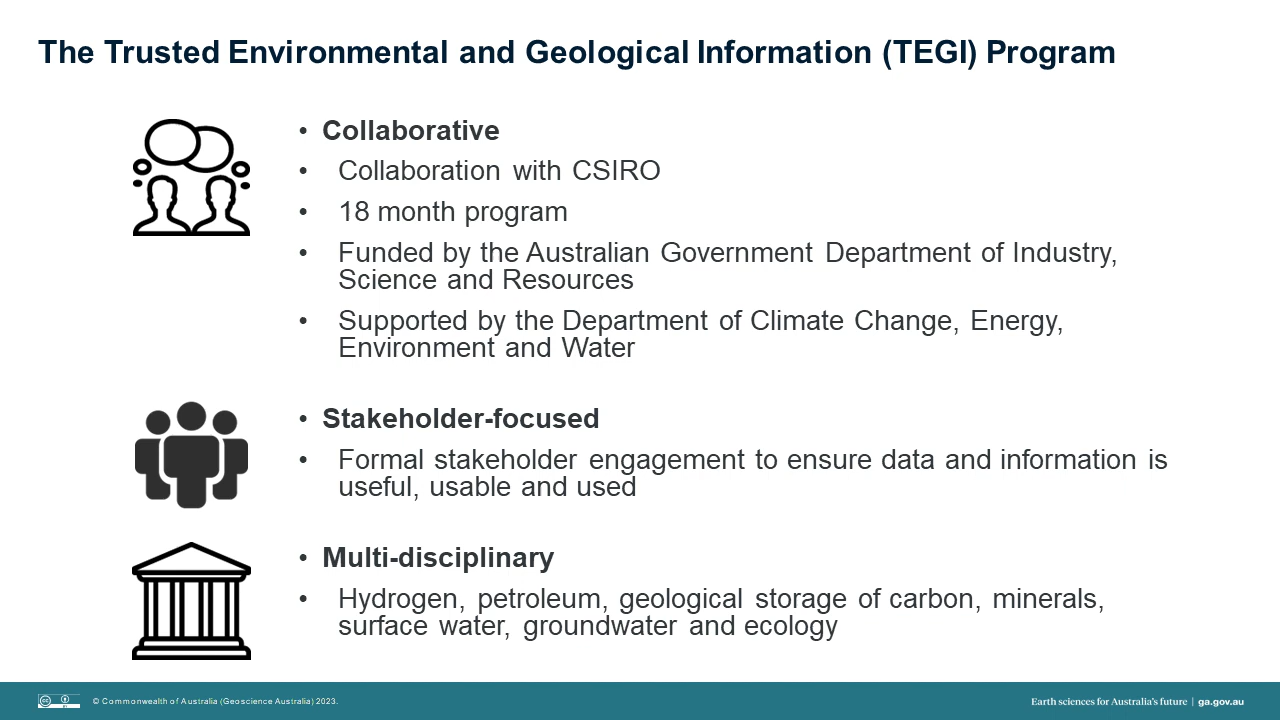 The Trusted Environmental and Geological Information (TEGI) Program
• Collaborative
• Collaboration with CSIRO
• 18 month program
• Funded by the Australian Government Department of Industry,
Science and Resources
• Supported by the Department of Climate Change, Energy,
Environment and Water
• Stakeholder-focused
• Formal stakeholder engagement to ensure data and information is
useful, usable and used
• Multi-disciplinary
• Hydrogen, petroleum, geological storage of carbon, minerals,
surface water, groundwater and ecology
cc BY
© Commonwealth of Australia (Geoscience Australia) 2023.
Earth sciences for Australia's future | ga.gov.au